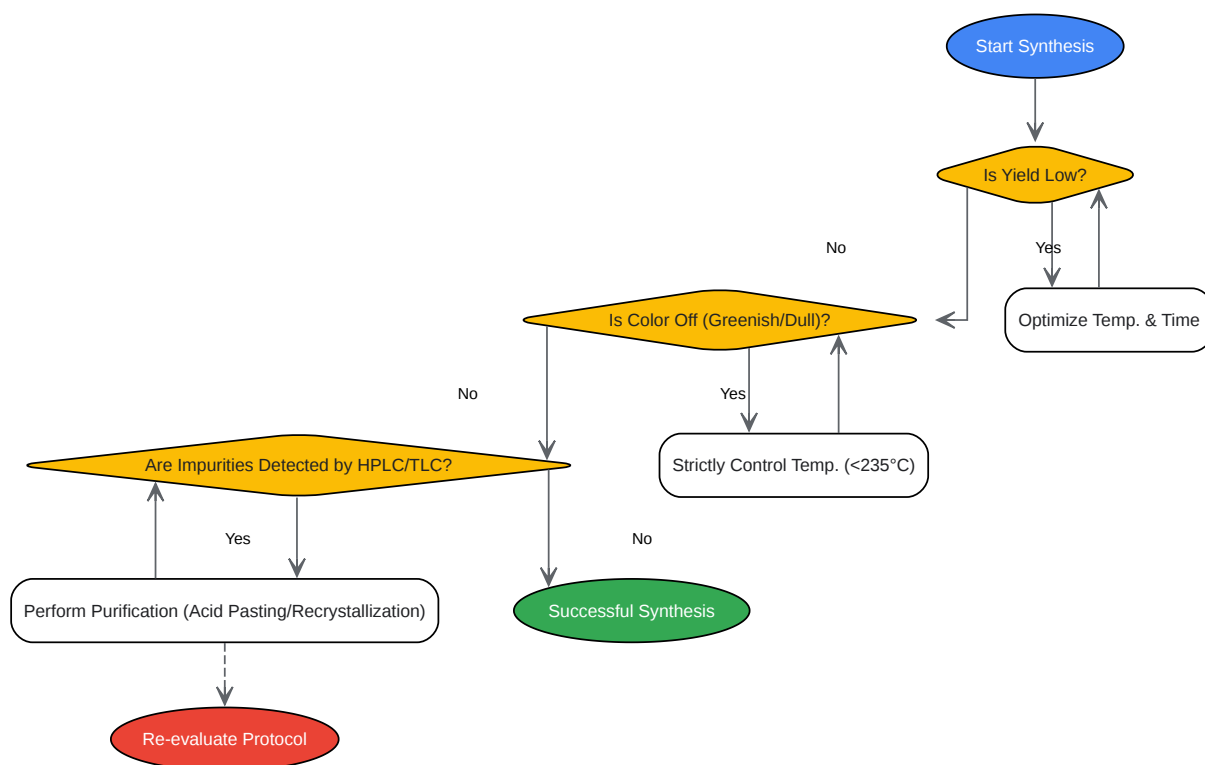 Start Synthesis
Is Yield Low?
No
Yes
Is Color Off (Greenish/Dull)?
Optimize Temp. & Time
No
Yes
Are Impurities Detected by HPLC/TLC?
Strictly Control Temp. (<235°C)
Yes
No
Perform Purification (Acid Pasting/Recrystallization)
Successful Synthesis
Re-evaluate Protocol